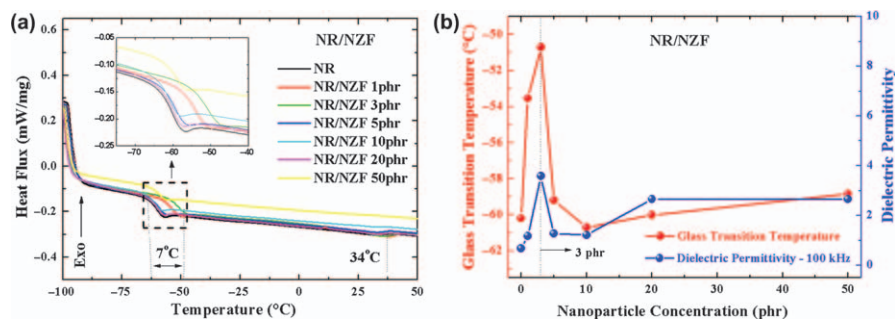 (a)
0.6
0.4
0.2
0.0
−0.2
−0.4
Heat Flux (mW/mg)
−0.05
−0.10
−0.15
−0.20
−0.25
−70
−60
−50
−40
NR
NR/NZF 1phr
NR/NZF 3phr
NR/NZF 5phr
NR/NZF 10phr
NR/NZF 20phr
NR/NZF 50phr
Exo
7°C
34°C
−100
−75
−50
−25
0
25
50
Temperature (°C)
(b)
NR/NZF
−50
−52
−54
−56
−58
−60
−62
Glass Transition Temperature (°C)
10
8
6
4
2
0
Dielectric Permittivity
Glass Transition Temperature
Dielectric Permittivity - 100 kHz
3 phr
0
10
20
30
40
50
Nanoparticle Concentration (phr)